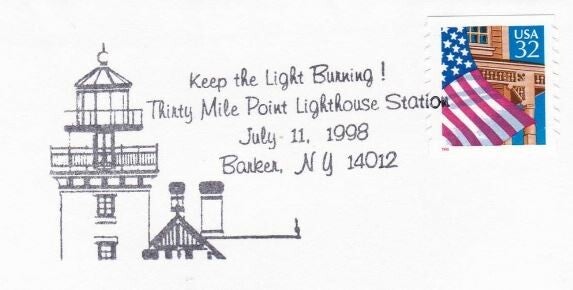 Keep the Light Burning !
Thirty Mile Point Lighthouse Station
July 11, 1998
Barker, NY 14012
USA
32